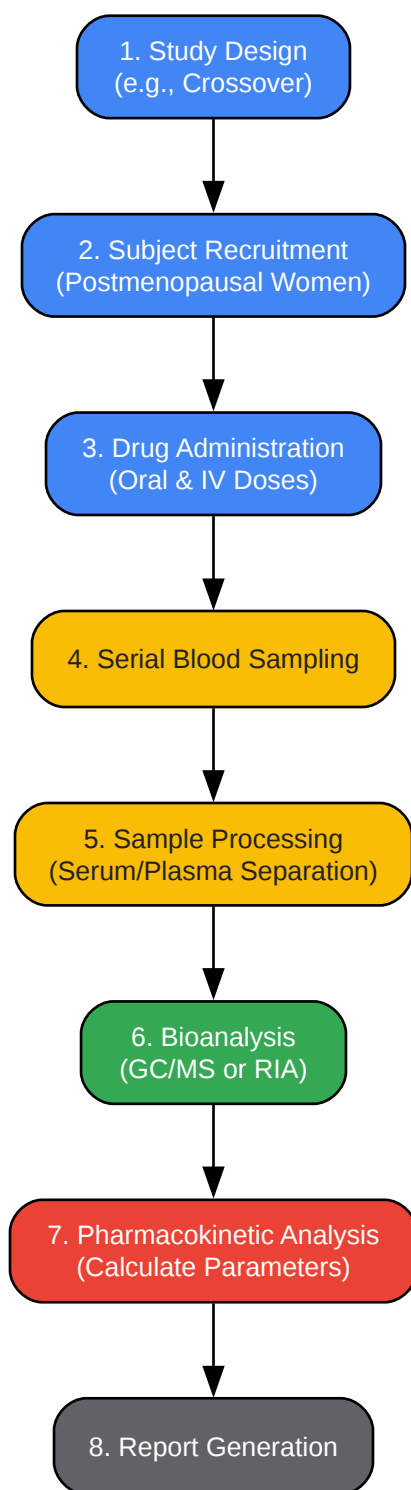 1. Study Design
(e.g., Crossover)
2. Subject Recruitment
(Postmenopausal Women)
3. Drug Administration
(Oral & IV Doses)
4. Serial Blood Sampling
5. Sample Processing
(Serum/Plasma Separation)
6. Bioanalysis
(GC/MS or RIA)
7. Pharmacokinetic Analysis
(Calculate Parameters)
8. Report Generation